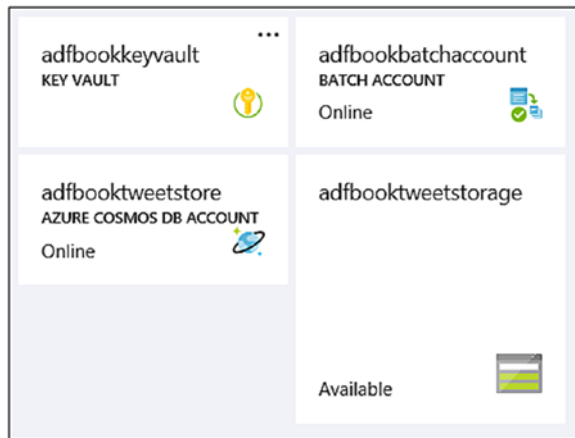 adfbookkeyvault
KEY VAULT
adfbookbatchaccount
BATCH ACCOUNT
Online
adfbooktweetstore
AZURE COSMOS DB ACCOUNT
Online
adfbooktweetstorage
Available